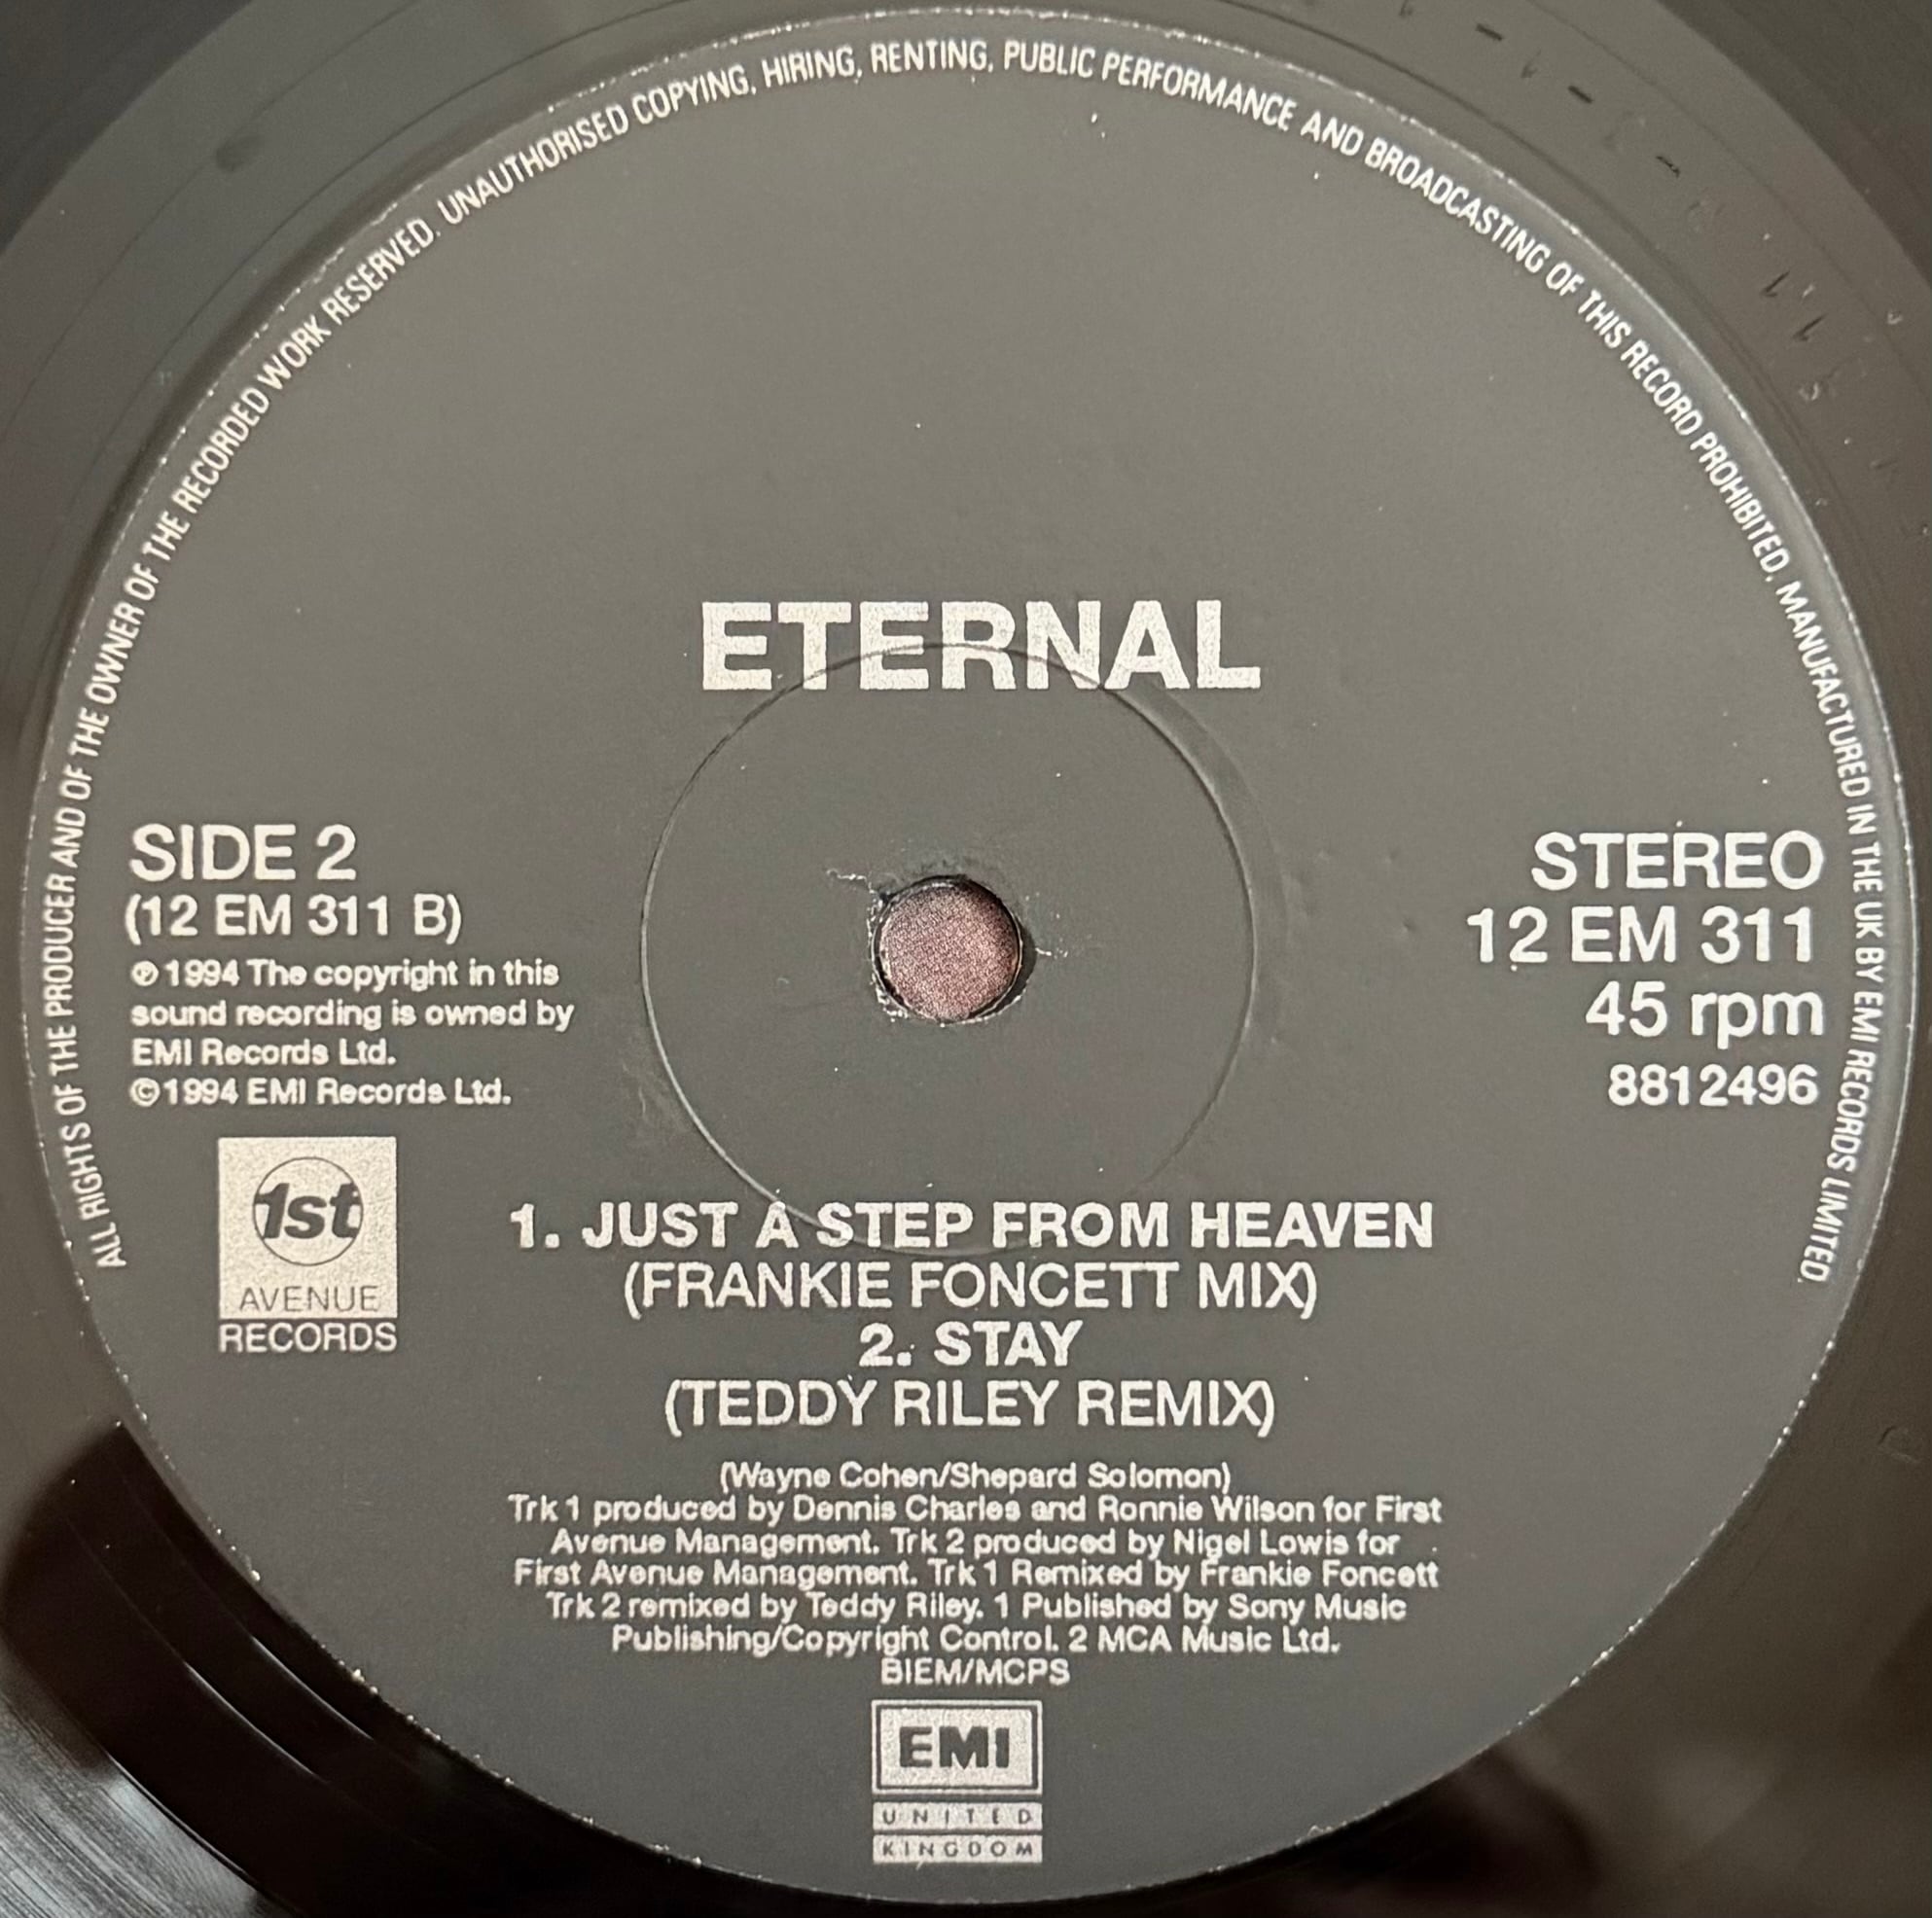 ALL RIGHTS OF THE PRODUCER AND OF THE OWNER OF THE RECORDED WORK RESERVED. UNAUTHORISED COPYING, HIRING, RENTING, PUBLIC PERFORMANCE AND BROADCASTING OF THIS RECORD PROHIBITED. MANUFACTURED IN THE UK BY EMI RECORDS LIMITED.
ETERNAL
SIDE 2
(12 EM 311 B)
℗ 1994 The copyright in this
sound recording is owned by
EMI Records Ltd.
©1994 EMI Records Ltd.
STEREO
12 EM 311
45 rpm
8812496
1st
AVENUE
RECORDS
1. JUST A STEP FROM HEAVEN
(FRANKIE FONCETT MIX)
2. STAY
(TEDDY RILEY REMIX)
(Wayne Cohen/Shepard Solomon)
Trk 1 produced by Dennis Charles and Ronnie Wilson for First
Avenue Management. Trk 2 produced by Nigel Lowis for
First Avenue Management. Trk 1 Remixed by Frankie Foncett
Trk 2 remixed by Teddy Riley. 1 Published by Sony Music
Publishing/Copyright Control. 2 MCA Music Ltd.
BIEM/MCPS
EMI
UNITED
KINGDOM